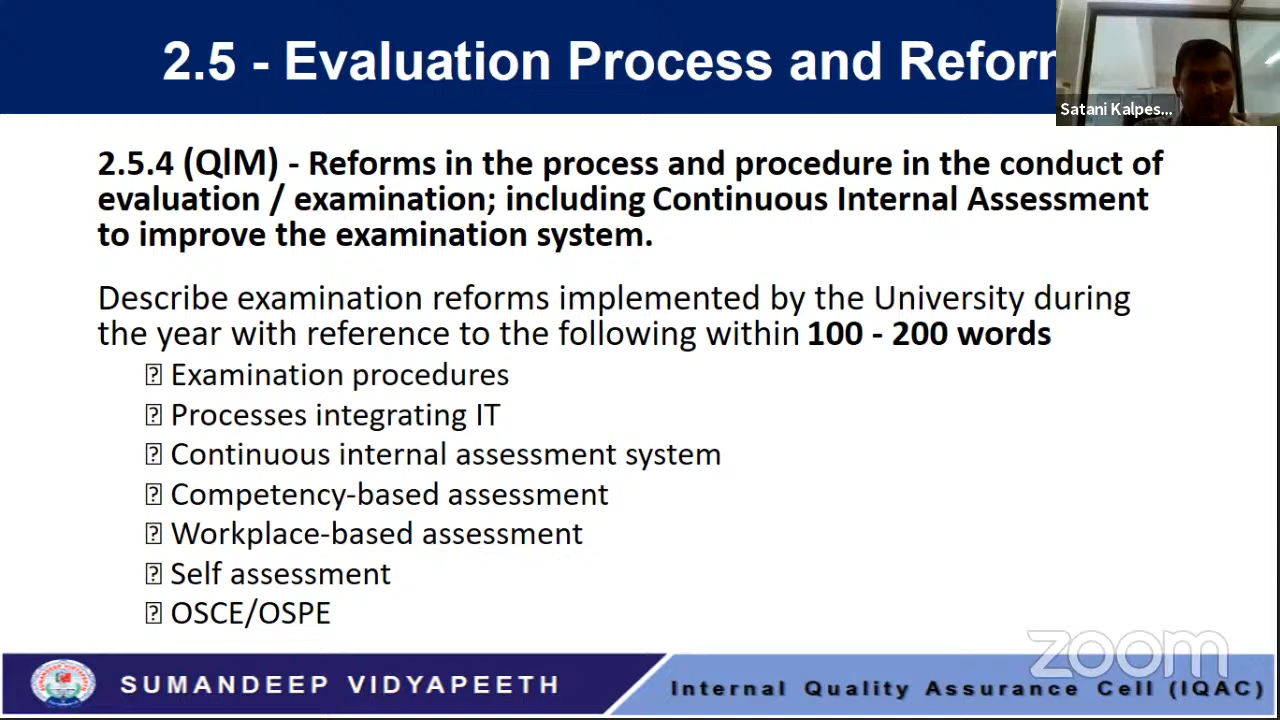 2.5 - Evaluation Process and Refor
Satani Kalpes...
2.5.4 (QlM) - Reforms in the process and procedure in the conduct of
evaluation / examination; including Continuous Internal Assessment
to improve the examination system.
Describe examination reforms implemented by the University during
the year with reference to the following within 100 - 200 words
Examination procedures
Processes integrating IT
Continuous internal assessment system
Competency-based assessment
Workplace-based assessment
Self assessment
OSCE/OSPE
zoom
SUMANDEEP VIDYAPEETH
Internal Quality Assurance Cell (IQAC)